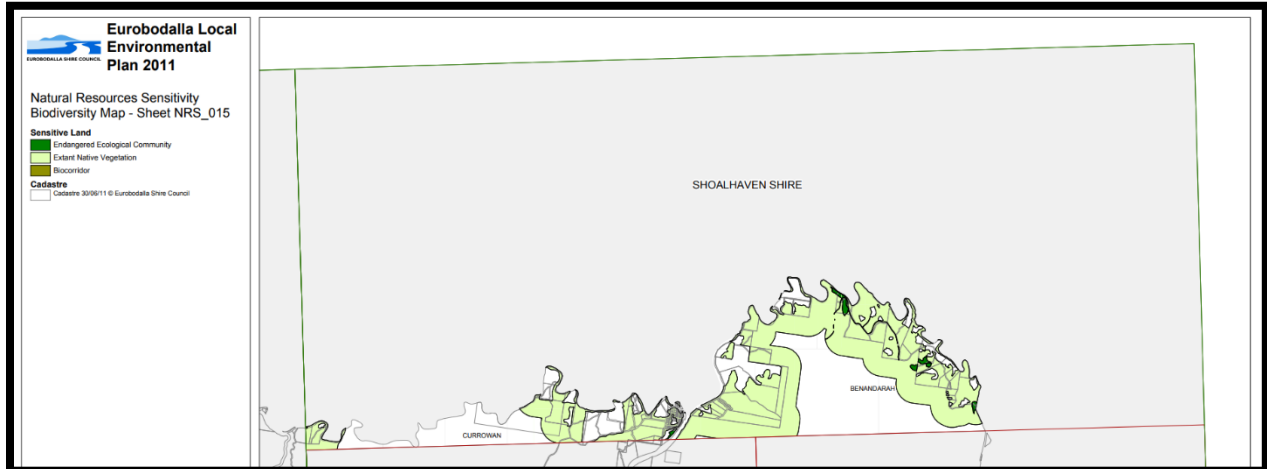 Eurobodalla Local
Environmental
Plan 2011
EUROBODALLA SHIRE COUNCIL
Natural Resources Sensitivity
Biodiversity Map - Sheet NRS_015
Sensitive Land
Endangered Ecological Community
Extant Native Vegetation
Biocorridor
Cadastre
Cadastre 30/06/11 © Eurobodalla Shire Council
SHOALHAVEN SHIRE
BENANDARAH
CURROWAN